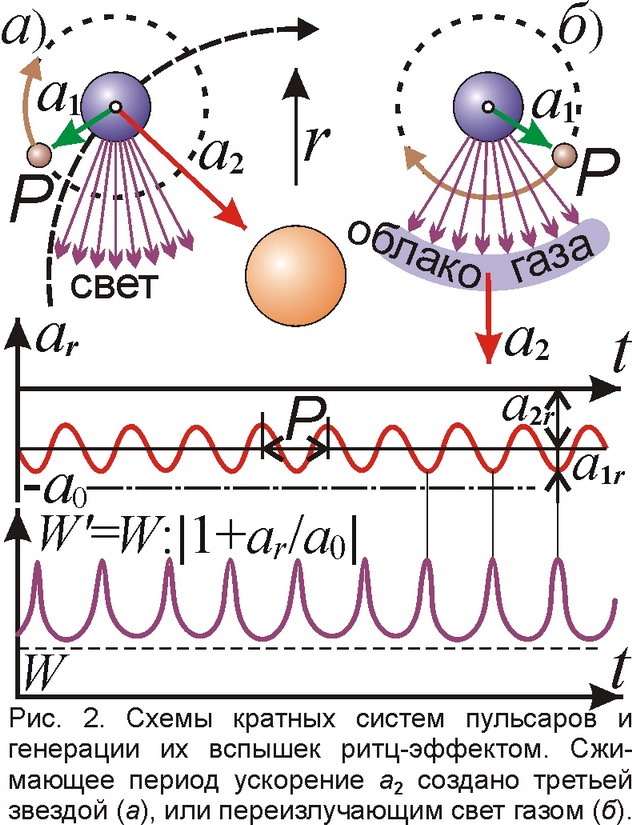 а)
б)
a₁
a₁
a₂
r
P
P
свет
облако газа
a₂
aᵣ
t
P
a₂ᵣ
a₁ᵣ
-a₀
W'=W:|1+aᵣ/a₀|
W
t
Рис. 2. Схемы кратных систем пульсаров и
генерации их вспышек ритц-эффектом. Сжи-
мающее период ускорение a₂ создано третьей
звездой (а), или переизлучающим свет газом (б).